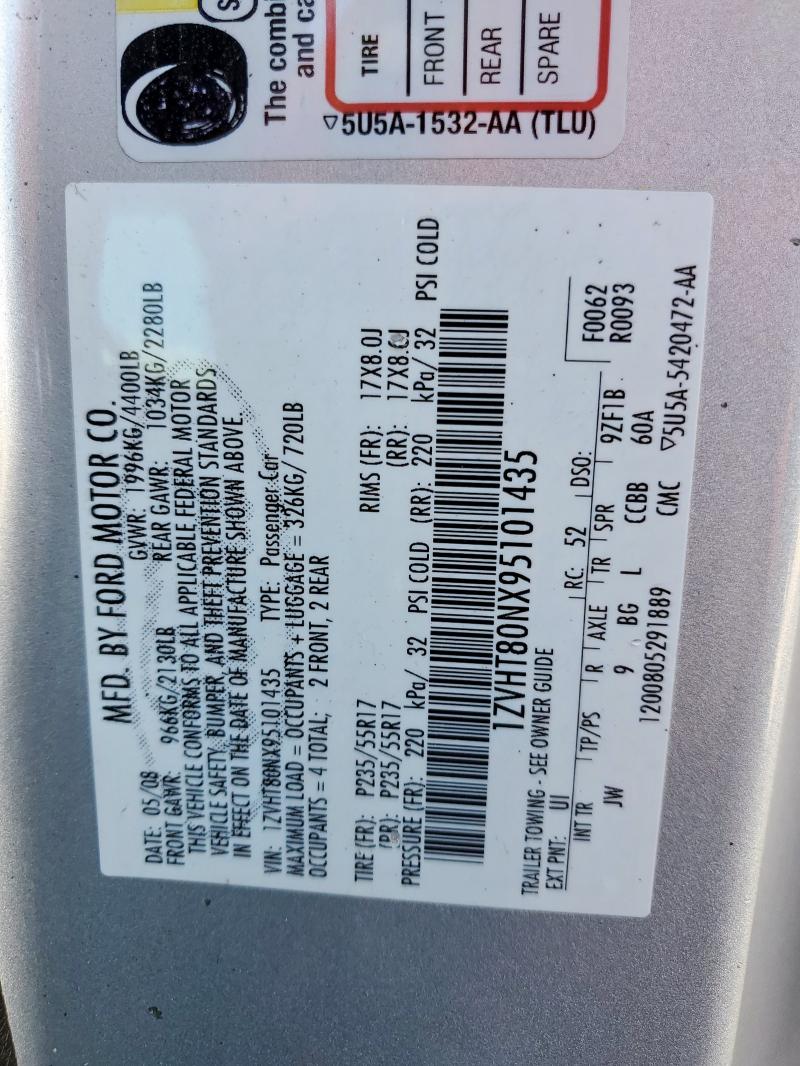 The combi
and ca
TIRE
FRONT
REAR
SPARE
▽5U5A-1532-AA (TLU)
MFD. BY FORD MOTOR CO.
DATE: 05/08 GVWR: 1996KG/4400LB
FRONT GAWR: 966KG/2130LB REAR GAWR: 1034KG/2280LB
THIS VEHICLE CONFORMS TO ALL APPLICABLE FEDERAL MOTOR
VEHICLE SAFETY, BUMPER, AND THEFT PREVENTION STANDARDS
IN EFFECT ON THE DATE OF MANUFACTURE SHOWN ABOVE.
VIN: 1ZVHT80NX95101435 TYPE: Passenger Car
MAXIMUM LOAD = OCCUPANTS + LUGGAGE = 326KG/720LB
OCCUPANTS = 4 TOTAL; 2 FRONT, 2 REAR
TIRE (FR): P235/55R17 RIMS (FR): 17X8.0J
(RR): P235/55R17 (RR): 17X8.0J
PRESSURE (FR): 220 kPa/ 32 PSI COLD (RR): 220 kPa/ 32 PSI COLD
1ZVHT80NX95101435
TRAILER TOWING - SEE OWNER GUIDE
EXT PNT: UI RC: 52 DSO: F0062
R0093
INT TR TP/PS R AXLE TR SPR 9ZF1B
JW 9 BG L CCBB 60A
1200805291889 CMC ▽5U5A-5420472-AA